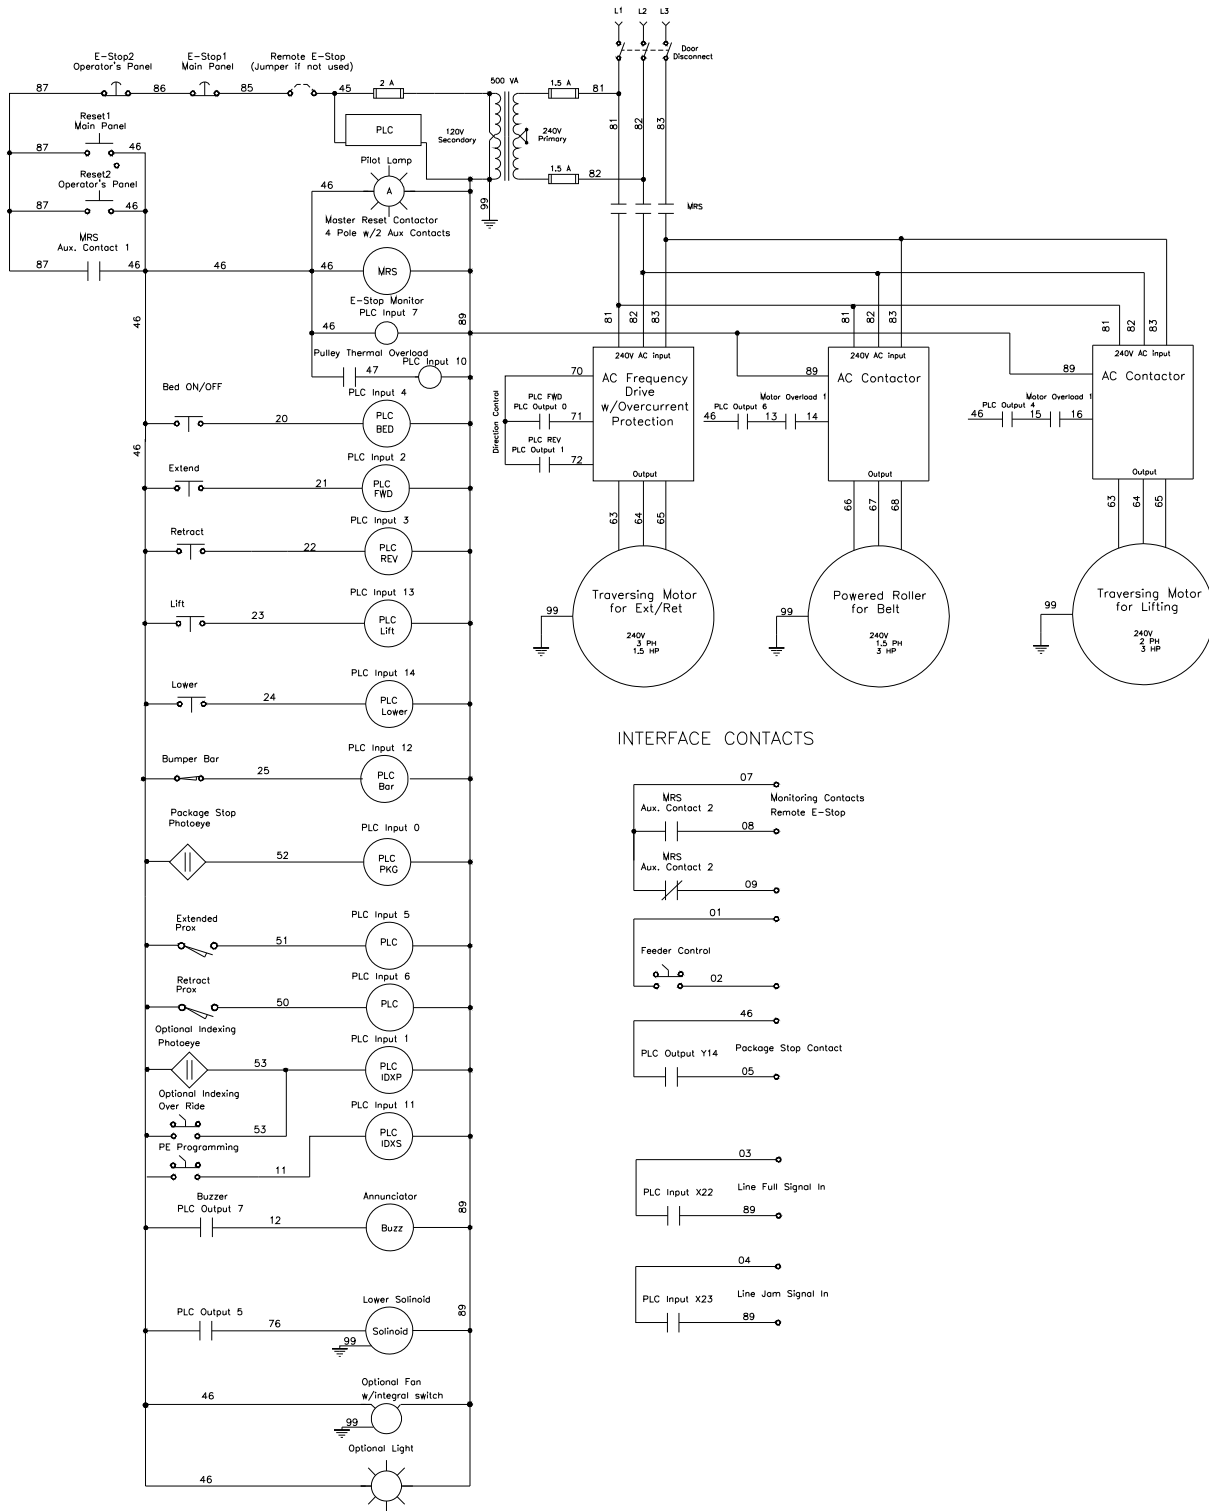 L1 L2 L3
Door
Disconnect
E-Stop2
Operator's Panel
E-Stop1
Main Panel
Remote E-Stop
(Jumper if not used)
87 86 85 45 2 A 500 VA 1.5 A 81
81 82 83
PLC
120V
Secondary
240V
Primary
1.5 A 82
99
MRS
Reset1
Main Panel
87 46
Reset2
Operator's Panel
87 46
MRS
Aux. Contact 1
87 46 46
Pilot Lamp
46 A
Master Reset Contactor
4 Pole w/2 Aux Contacts
46 MRS
E-Stop Monitor
PLC Input 7
46
89
Pulley Thermal Overload
47 PLC Input 10
46
Bed ON/OFF
20
PLC Input 4
PLC
BED
46
Extend
21
PLC Input 2
PLC
FWD
Retract
22
PLC Input 3
PLC
REV
Lift
23
PLC Input 13
PLC
Lift
Lower
24
PLC Input 14
PLC
Lower
Bumper Bar
25
PLC Input 12
PLC
Bar
Package Stop
Photoeye
52
PLC Input 0
PLC
PKG
Extended
Prox
51
PLC Input 5
PLC
Retract
Prox
50
PLC Input 6
PLC
Optional Indexing
Photoeye
53
PLC Input 1
PLC
IDXP
Optional Indexing
Over Ride
53
PLC Input 11
PLC
IDXS
PE Programming
11
Buzzer
PLC Output 7
12
Annunciator
Buzz
89
PLC Output 5
76
Lower Solinoid
Solinoid
99
89
46
Optional Fan
w/integral switch
99
Optional Light
46
81 82 83
240V AC input
AC Frequency
Drive
w/Overcurrent
Protection
Output
Direction Control
70
PLC FWD
PLC Output 0
71
PLC REV
PLC Output 1
72
63 64 65
Traversing Motor
for Ext/Ret
240V
3 PH
1.5 HP
99
81 82 83
240V AC input
89
AC Contactor
Output
46 PLC Output 6 13 Motor Overload 1 14
66 67 68
Powered Roller
for Belt
240V
1.5 PH
3 HP
99
81 82 83
240V AC input
89
AC Contactor
Output
46 PLC Output 4 15 Motor Overload 1 16
63 64 65
Traversing Motor
for Lifting
240V
2 PH
3 HP
99
INTERFACE CONTACTS
07
MRS
Aux. Contact 2
08
Monitoring Contacts
Remote E-Stop
MRS
Aux. Contact 2
09
01
Feeder Control
02
46
PLC Output Y14
Package Stop Contact
05
03
PLC Input X22
Line Full Signal In
89
04
PLC Input X23
Line Jam Signal In
89